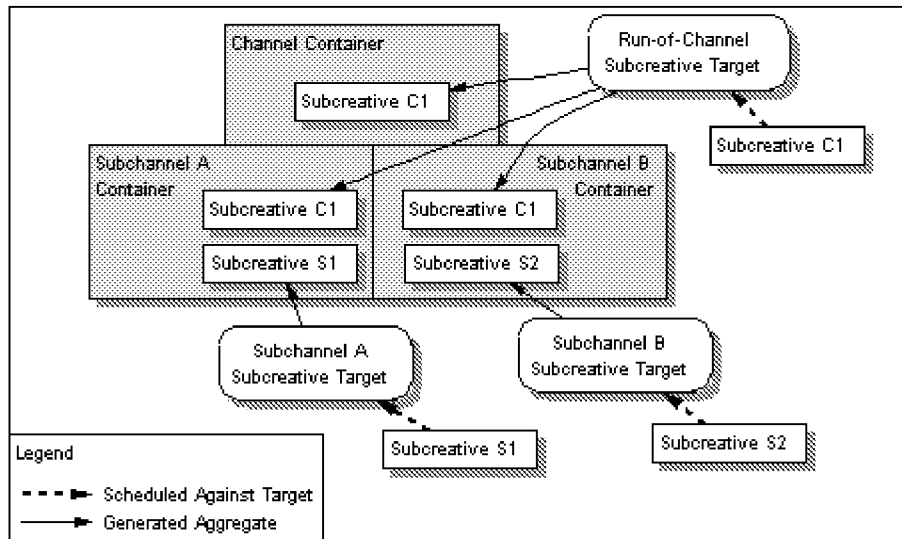 Channel Container
Subcreative C1
Run-of-Channel
Subcreative Target
Subcreative C1
Subchannel A
Container
Subcreative C1
Subcreative S1
Subchannel B
Container
Subcreative C1
Subcreative S2
Subchannel A
Subcreative Target
Subchannel B
Subcreative Target
Subcreative S1
Subcreative S2
Legend
Scheduled Against Target
Generated Aggregate